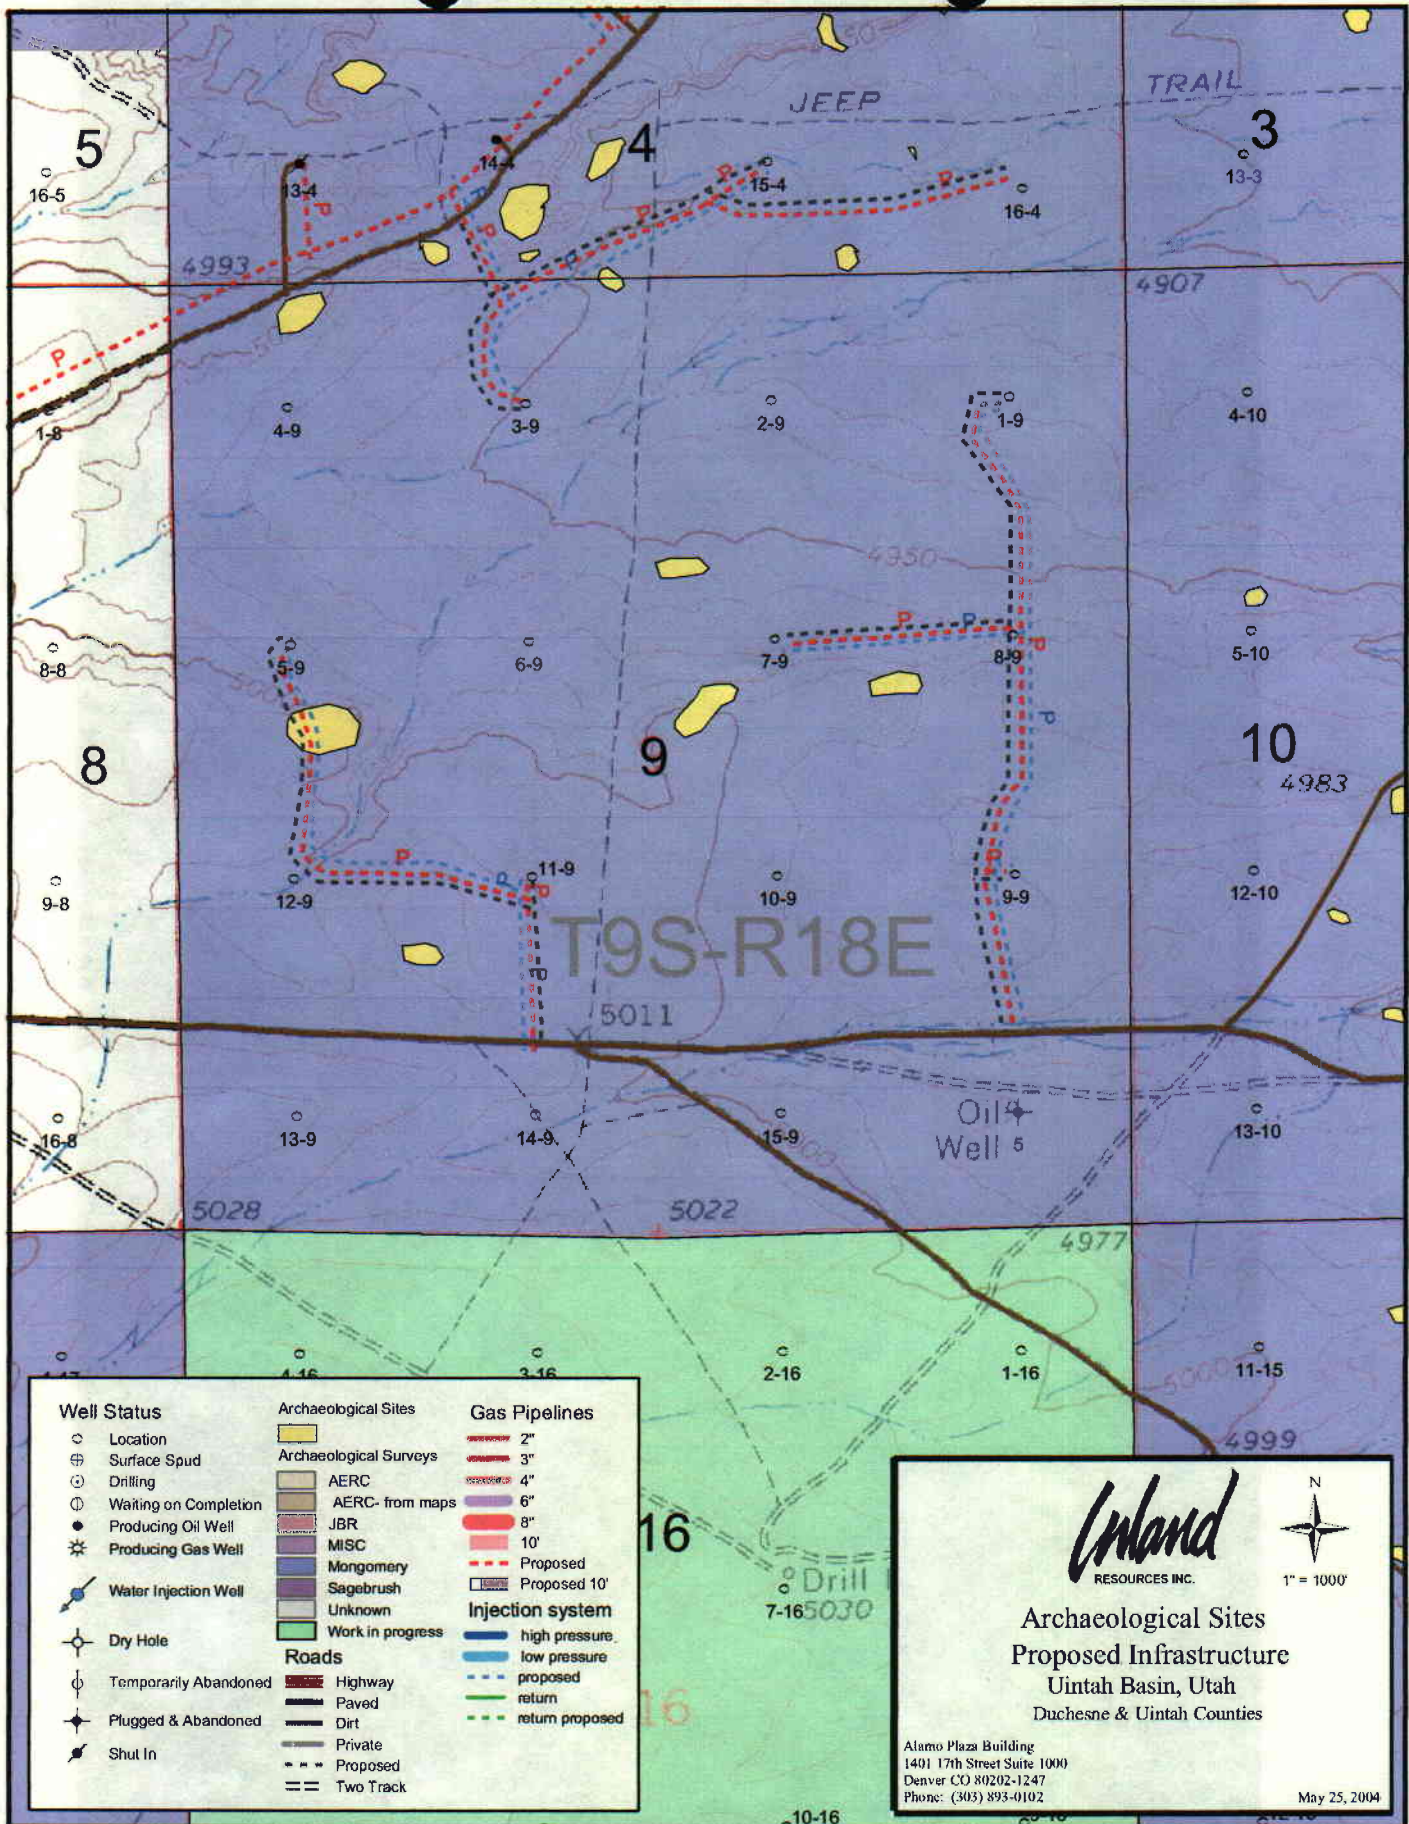 JEEP
TRAIL
5
4
3
16-5
13-4
14-4
15-4
16-4
13-3
P
P
P
P
P
P
P
P
4993
4907
P
1-8
4-9
3-9
2-9
1-9
4-10
4950
8-8
5-9
6-9
7-9
P
P
8-9
P
5-10
500
P
8
9
10
4983
P
P
11-9
P
P
9-8
12-9
10-9
9-9
12-10
T9S-R18E
P
5011
16-8
13-9
14-9
15-9
Oil
Well 5
13-10
5028
5022
4977
4-16
3-16
2-16
1-16
11-15
5000
4999
16
Drill
7-16
5030
16
10-16
Well Status
Location
Surface Spud
Drilling
Waiting on Completion
Producing Oil Well
Producing Gas Well
Water Injection Well
Dry Hole
Temporarily Abandoned
Plugged & Abandoned
Shut In
Archaeological Sites
Archaeological Surveys
AERC
AERC- from maps
JBR
MISC
Mongomery
Sagebrush
Unknown
Work in progress
Roads
Highway
Paved
Dirt
Private
Proposed
Two Track
Gas Pipelines
2"
3"
4"
6"
8"
10'
Proposed
Proposed 10'
Injection system
high pressure
low pressure
proposed
return
return proposed
Inland
RESOURCES INC.
N
1" = 1000'
Archaeological Sites
Proposed Infrastructure
Uintah Basin, Utah
Duchesne & Uintah Counties
Alamo Plaza Building
1401 17th Street Suite 1000
Denver CO 80202-1247
Phone: (303) 893-0102
May 25, 2004